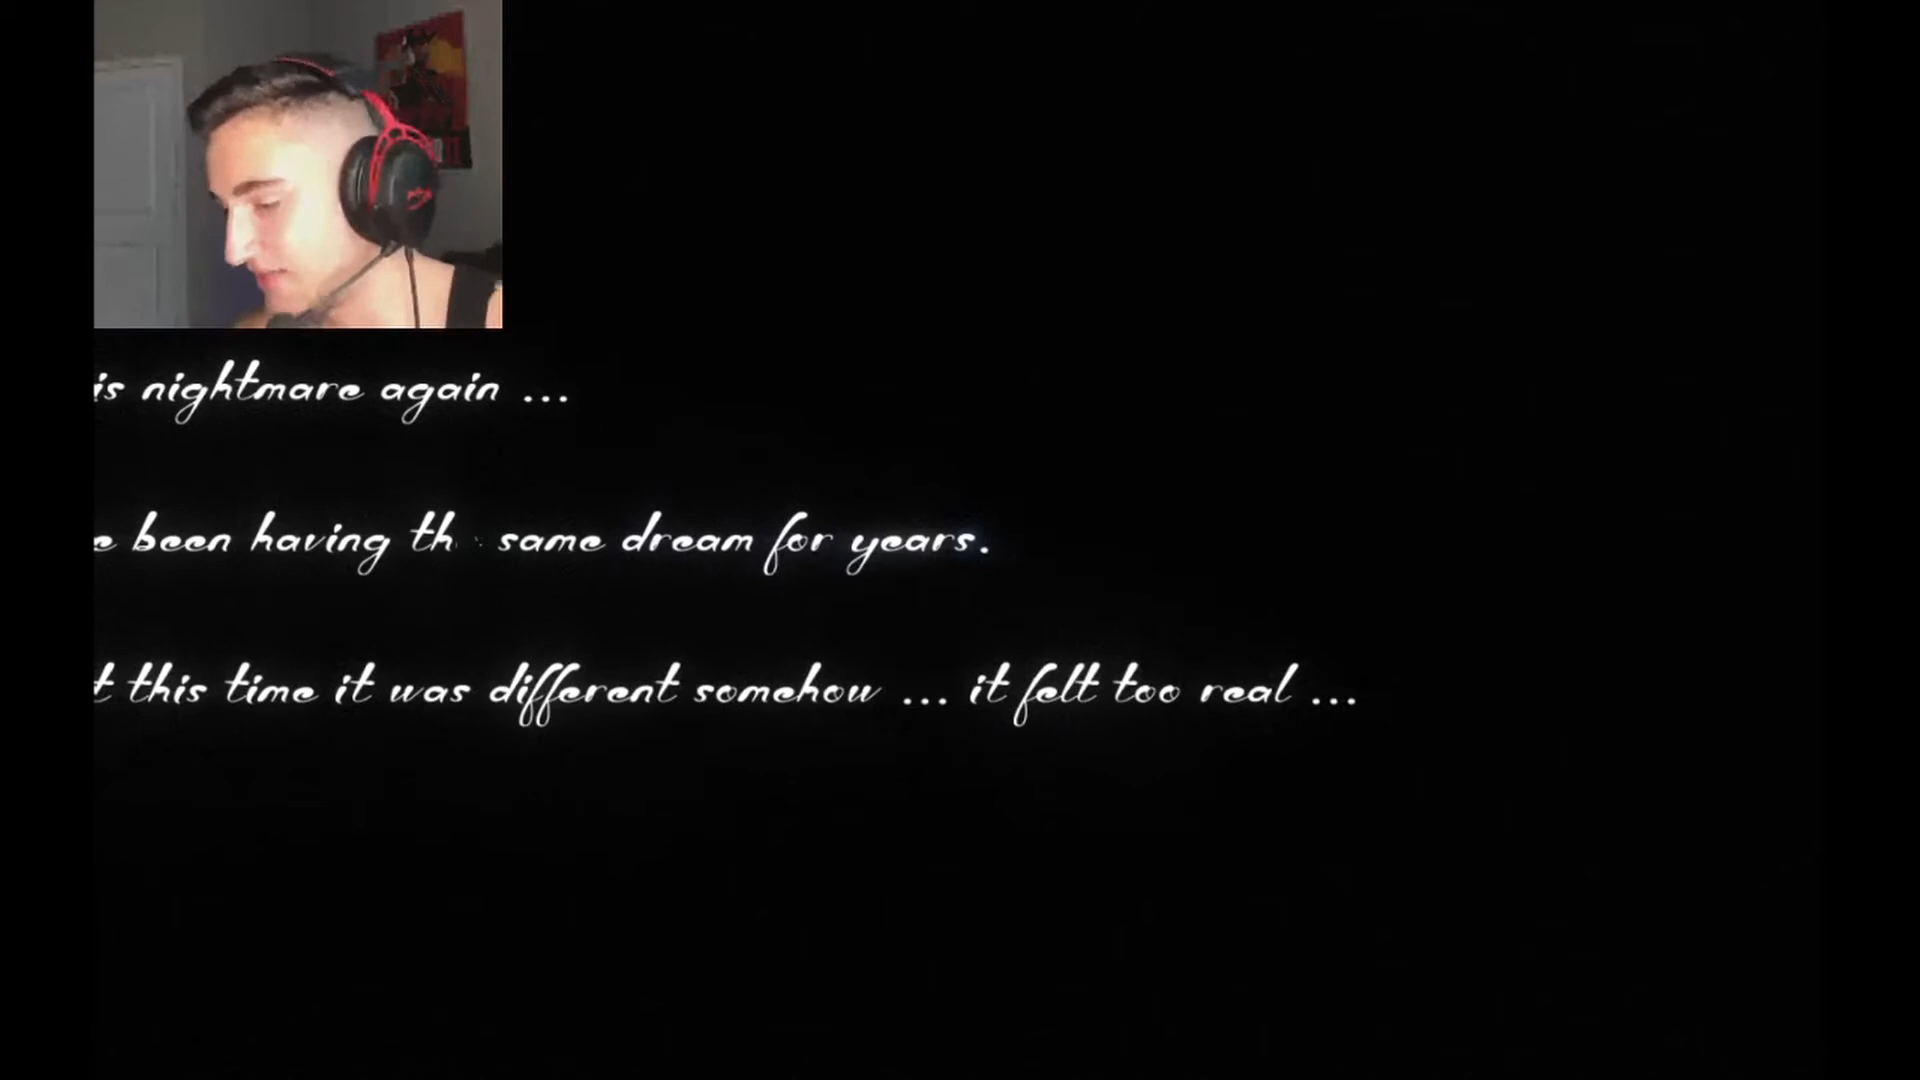 is nightmare again ...
e been having th same dream for years.
t this time it was different somehow ... it felt too real ...